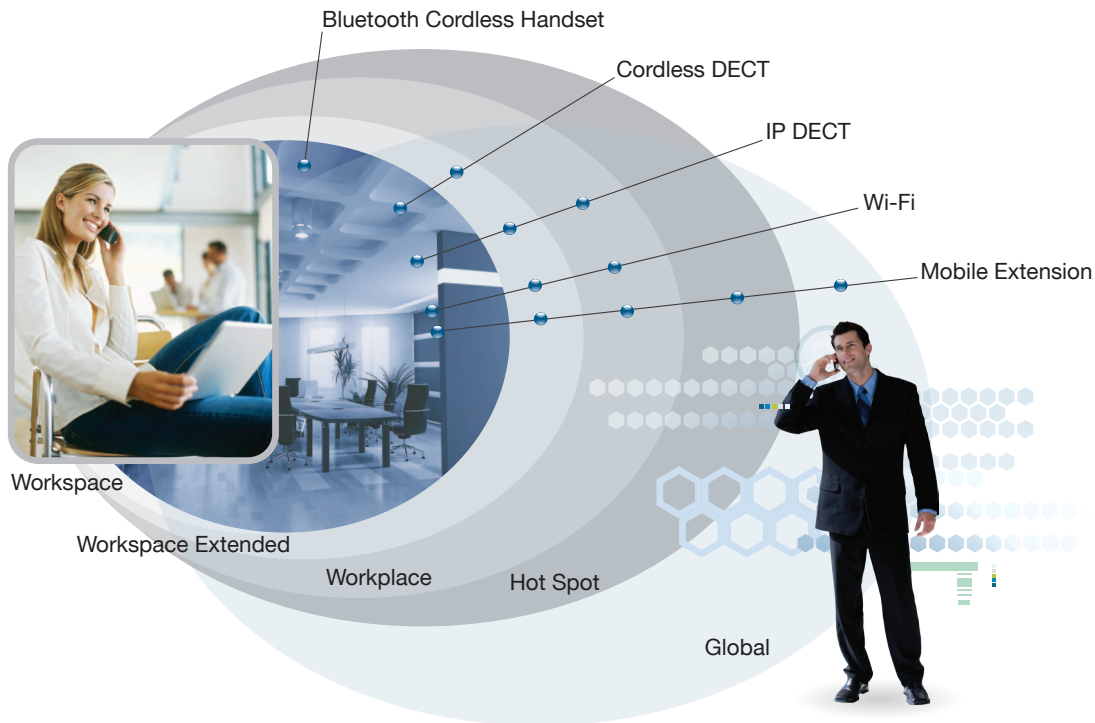 Bluetooth Cordless Handset
Cordless DECT
IP DECT
Wi-Fi
Mobile Extension
Workspace
Workspace Extended
Workplace
Hot Spot
Global